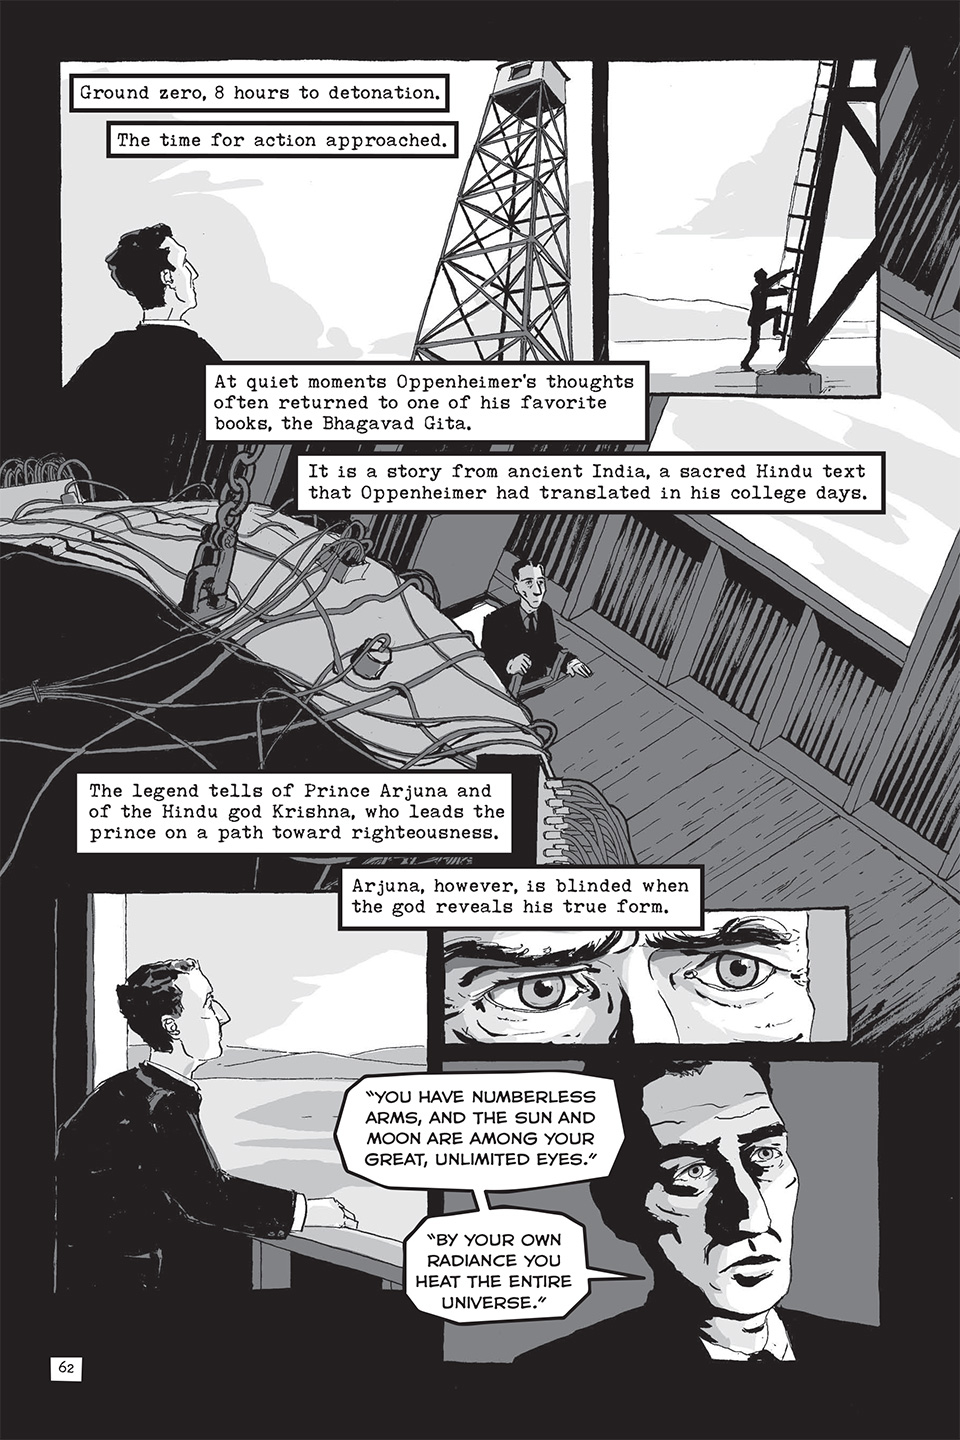 Ground zero, 8 hours to detonation.
The time for action approached.
At quiet moments Oppenheimer's thoughts
often returned to one of his favorite
books, the Bhagavad Gita.
It is a story from ancient India, a sacred Hindu text
that Oppenheimer had translated in his college days.
The legend tells of Prince Arjuna and
of the Hindu god Krishna, who leads the
prince on a path toward righteousness.
Arjuna, however, is blinded when
the god reveals his true form.
"YOU HAVE NUMBERLESS
ARMS, AND THE SUN AND
MOON ARE AMONG YOUR
GREAT, UNLIMITED EYES."
"BY YOUR OWN
RADIANCE YOU
HEAT THE ENTIRE
UNIVERSE."
62